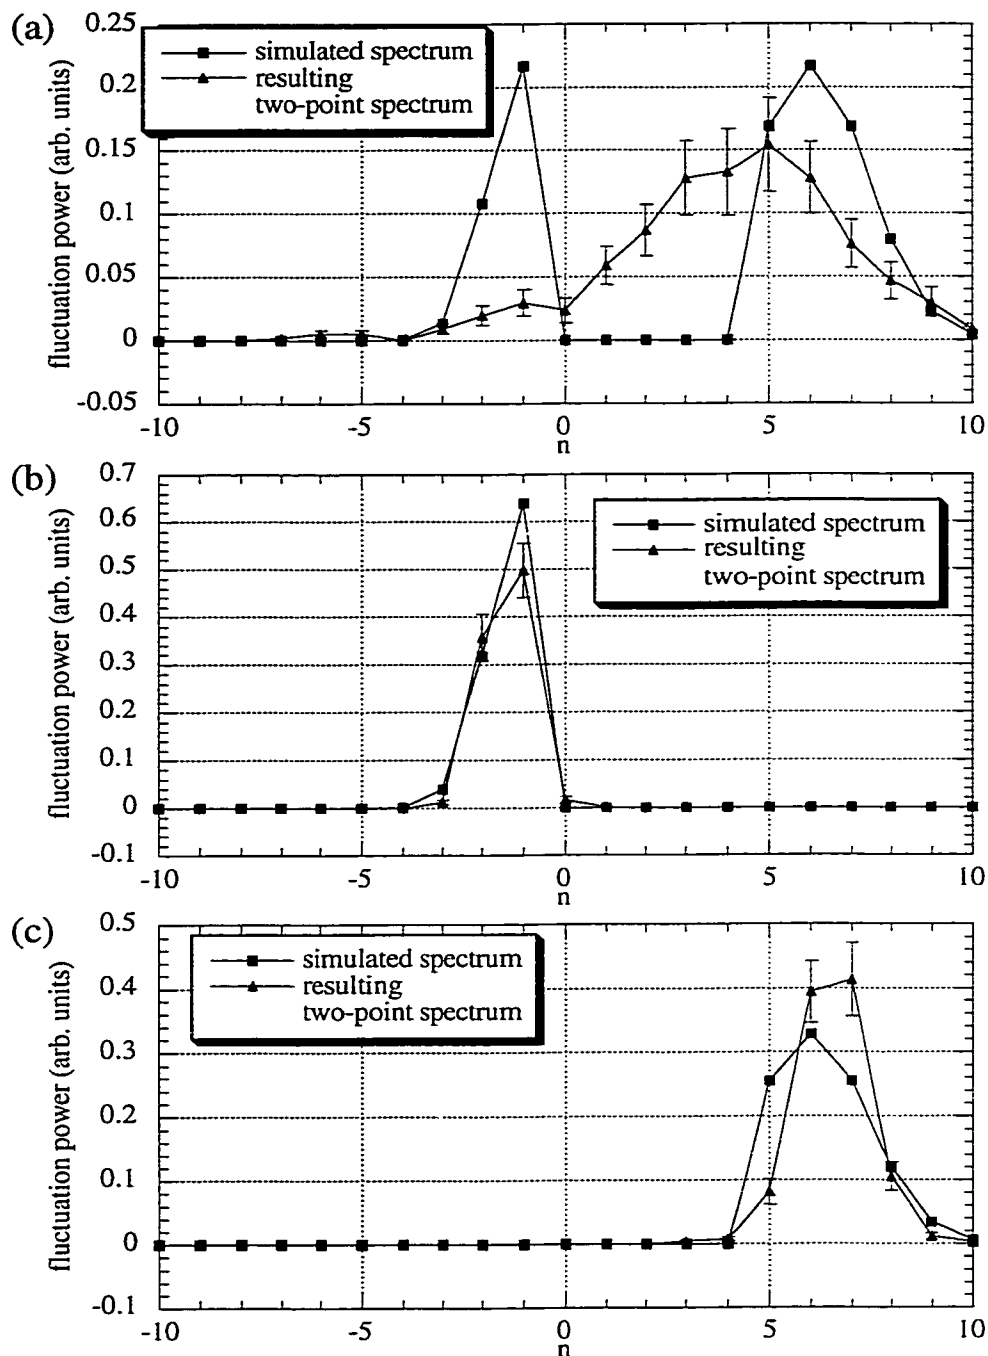 (a)
0.25
0.2
0.15
0.1
0.05
0
-0.05
fluctuation power (arb. units)
simulated spectrum
resulting
two-point spectrum
-10
-5
0
5
10
n
(b)
0.7
0.6
0.5
0.4
0.3
0.2
0.1
0
-0.1
fluctuation power (arb. units)
simulated spectrum
resulting
two-point spectrum
-10
-5
0
5
10
n
(c)
0.5
0.4
0.3
0.2
0.1
0
-0.1
fluctuation power (arb. units)
simulated spectrum
resulting
two-point spectrum
-10
-5
0
5
10
n